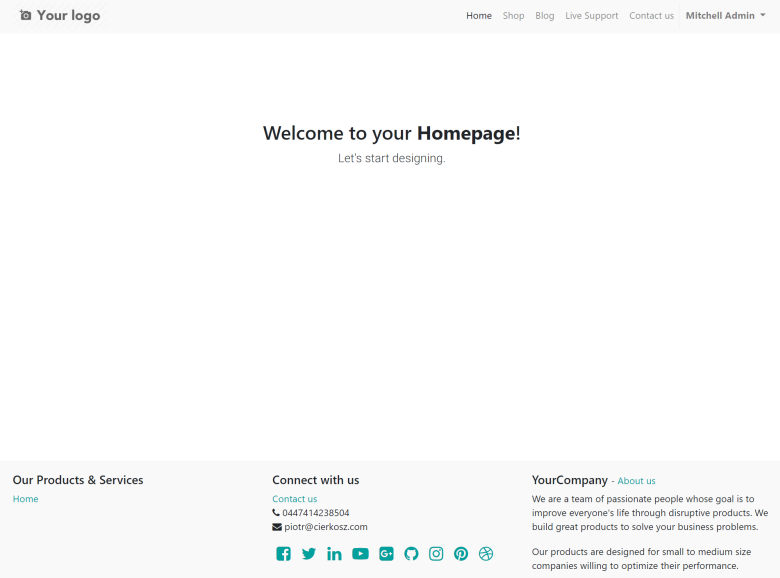 Your logo
Home Shop Blog Live Support Contact us Mitchell Admin
Welcome to your Homepage!
Let's start designing.
Our Products & Services
Home
Connect with us
Contact us
0447414238504
piotr@cierkosz.com
YourCompany - About us
We are a team of passionate people whose goal is to
improve everyone's life through disruptive products. We
build great products to solve your business problems.
Our products are designed for small to medium size
companies willing to optimize their performance.